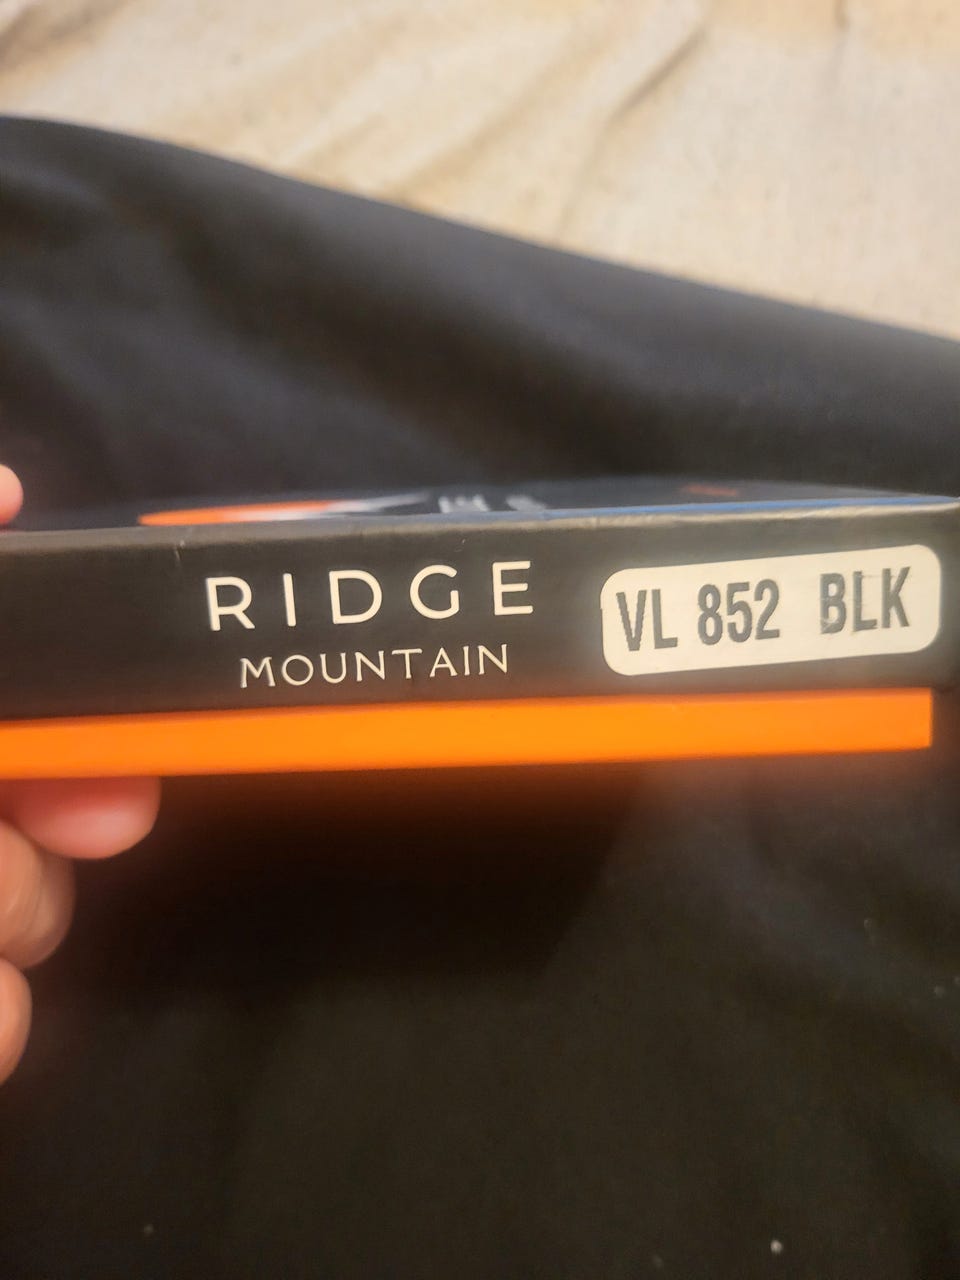 RIDGE
MOUNTAIN
VL 852 BLK